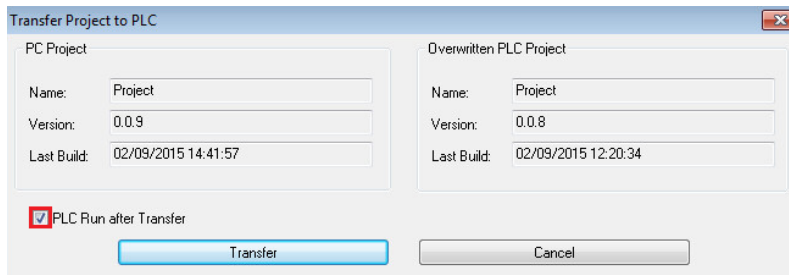 Transfer Project to PLC
PC Project
Name: Project
Version: 0.0.9
Last Build: 02/09/2015 14:41:57
Overwritten PLC Project
Name: Project
Version: 0.0.8
Last Build: 02/09/2015 12:20:34
PLC Run after Transfer
Transfer
Cancel